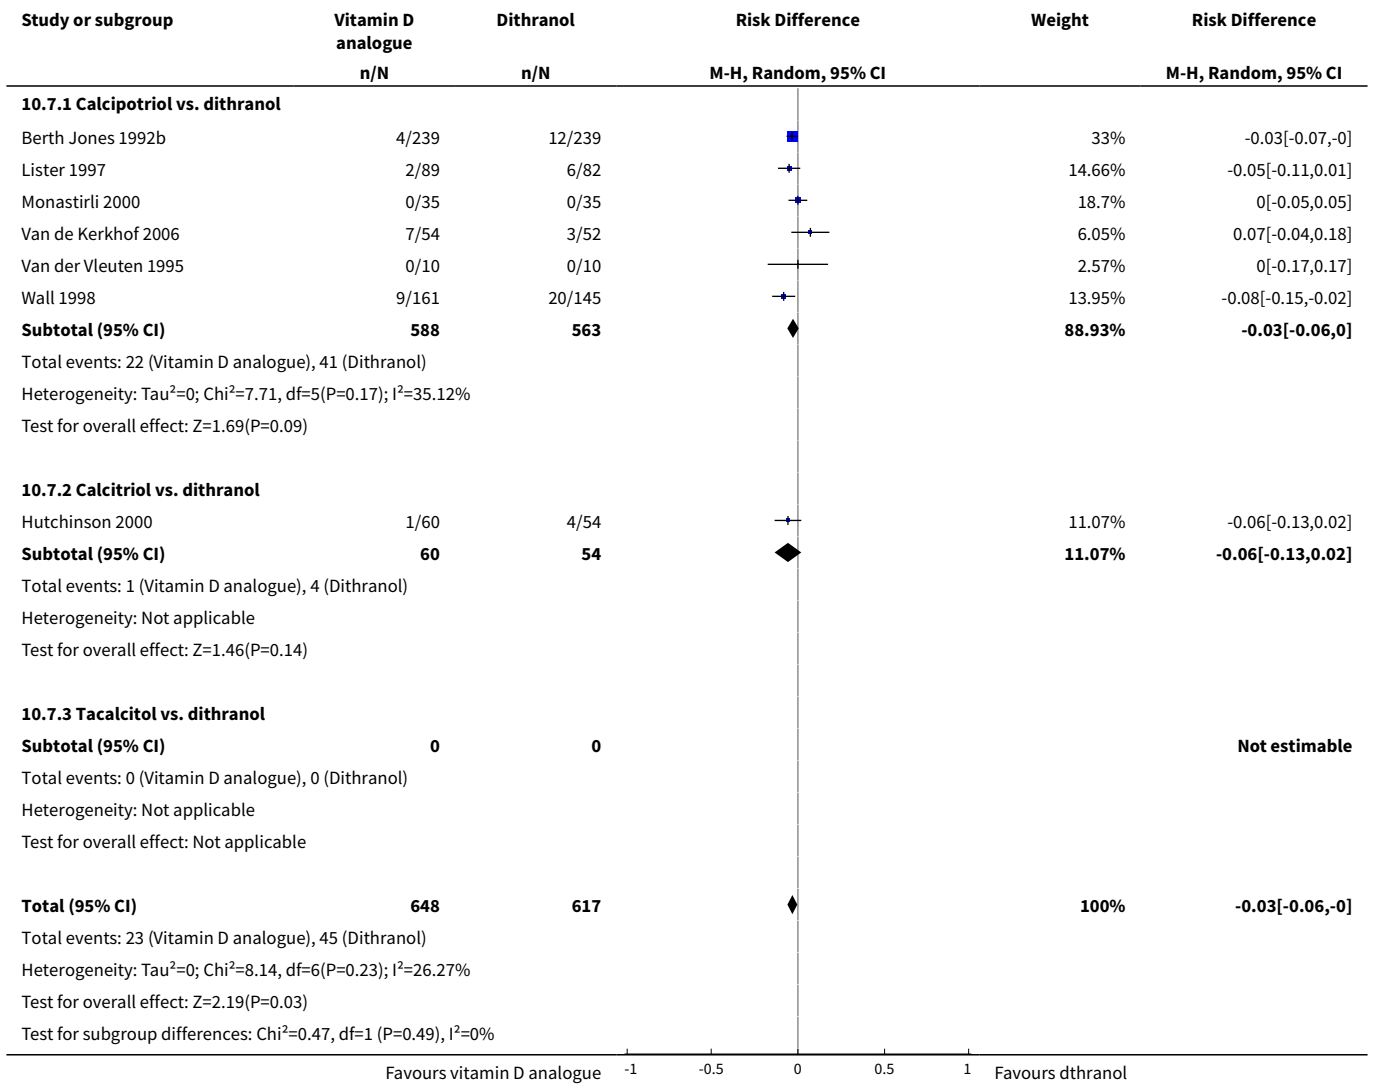 Study or subgroup Vitamin D analogue Dithranol Risk Difference Weight Risk Difference
n/N n/N M-H, Random, 95% CI M-H, Random, 95% CI
10.7.1 Calcipotriol vs. dithranol
Berth Jones 1992b 4/239 12/239 33% -0.03[-0.07,-0]
Lister 1997 2/89 6/82 14.66% -0.05[-0.11,0.01]
Monastirli 2000 0/35 0/35 18.7% 0[-0.05,0.05]
Van de Kerkhof 2006 7/54 3/52 6.05% 0.07[-0.04,0.18]
Van der Vleuten 1995 0/10 0/10 2.57% 0[-0.17,0.17]
Wall 1998 9/161 20/145 13.95% -0.08[-0.15,-0.02]
Subtotal (95% CI) 588 563 88.93% -0.03[-0.06,0]
Total events: 22 (Vitamin D analogue), 41 (Dithranol)
Heterogeneity: Tau²=0; Chi²=7.71, df=5(P=0.17); I²=35.12%
Test for overall effect: Z=1.69(P=0.09)
10.7.2 Calcitriol vs. dithranol
Hutchinson 2000 1/60 4/54 11.07% -0.06[-0.13,0.02]
Subtotal (95% CI) 60 54 11.07% -0.06[-0.13,0.02]
Total events: 1 (Vitamin D analogue), 4 (Dithranol)
Heterogeneity: Not applicable
Test for overall effect: Z=1.46(P=0.14)
10.7.3 Tacalcitol vs. dithranol
Subtotal (95% CI) 0 0 Not estimable
Total events: 0 (Vitamin D analogue), 0 (Dithranol)
Heterogeneity: Not applicable
Test for overall effect: Not applicable
Total (95% CI) 648 617 100% -0.03[-0.06,-0]
Total events: 23 (Vitamin D analogue), 45 (Dithranol)
Heterogeneity: Tau²=0; Chi²=8.14, df=6(P=0.23); I²=26.27%
Test for overall effect: Z=2.19(P=0.03)
Test for subgroup differences: Chi²=0.47, df=1 (P=0.49), I²=0%
Favours vitamin D analogue -1 -0.5 0 0.5 1 Favours dthranol